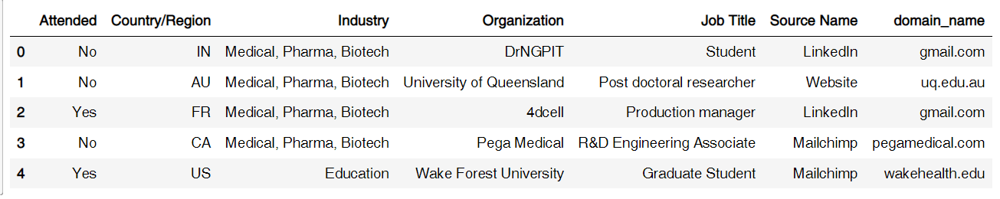 Attended Country/Region Industry Organization Job Title Source Name domain_name
0 No IN Medical, Pharma, Biotech DrNGPIT Student LinkedIn gmail.com
1 No AU Medical, Pharma, Biotech University of Queensland Post doctoral researcher Website uq.edu.au
2 Yes FR Medical, Pharma, Biotech 4dcell Production manager LinkedIn gmail.com
3 No CA Medical, Pharma, Biotech Pega Medical R&D Engineering Associate Mailchimp pegamedical.com
4 Yes US Education Wake Forest University Graduate Student Mailchimp wakehealth.edu